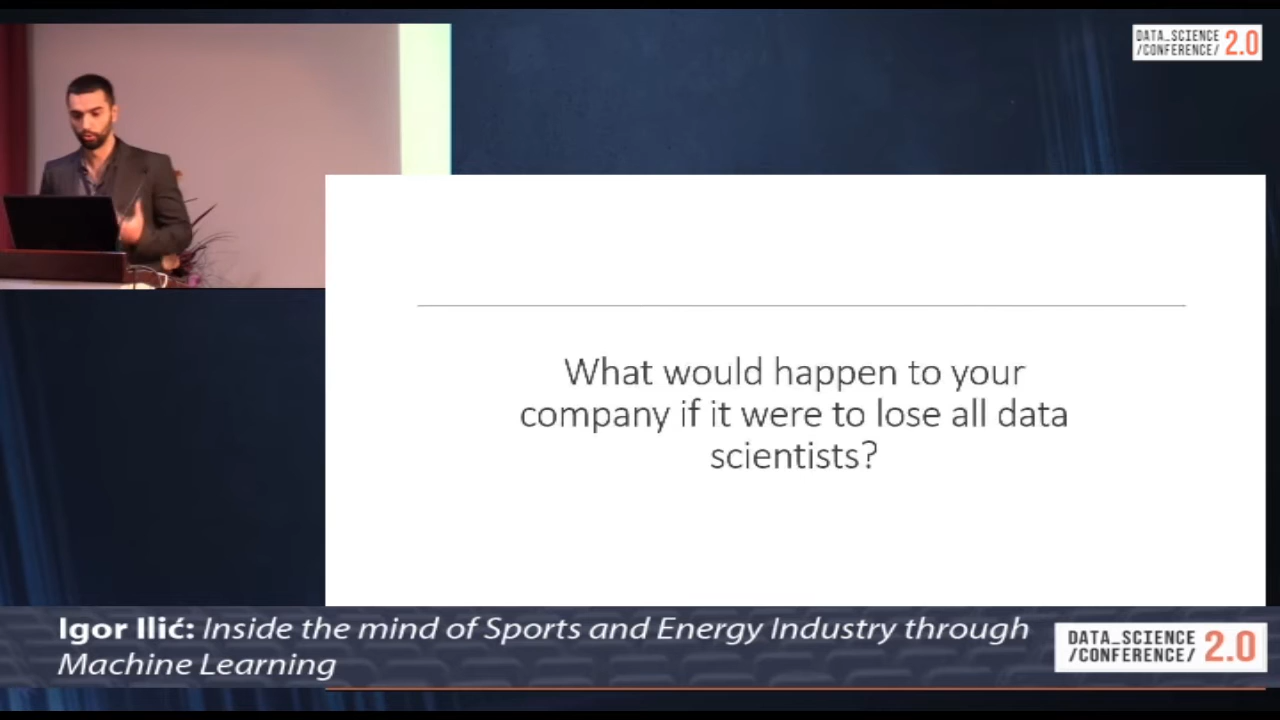 DATA_SCIENCE
/CONFERENCE/ 2.0
What would happen to your
company if it were to lose all data
scientists?
Igor Ilić: Inside the mind of Sports and Energy Industry through
Machine Learning
DATA_SCIENCE
/CONFERENCE/ 2.0